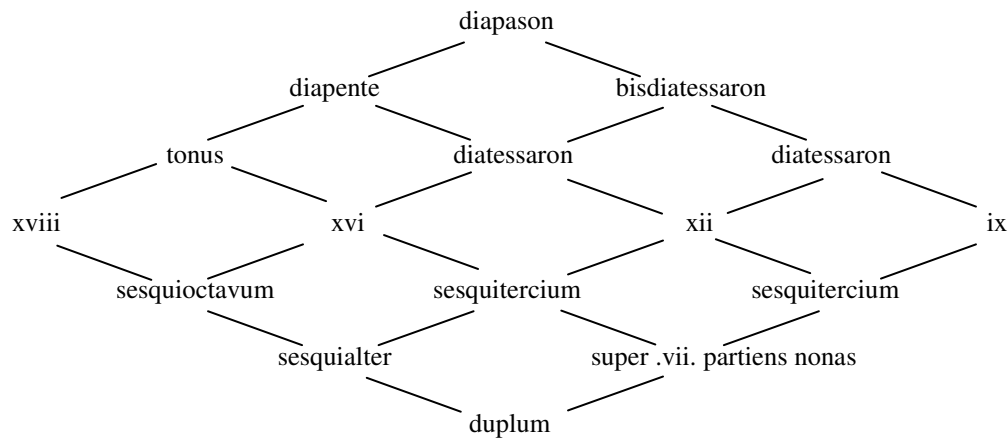 diapason
diapente bisdiatessaron
tonus diatessaron diatessaron
xviii xvi xii ix
sesquioctavum sesquitercium sesquitercium
sesquialter super .vii. partiens nonas
duplum